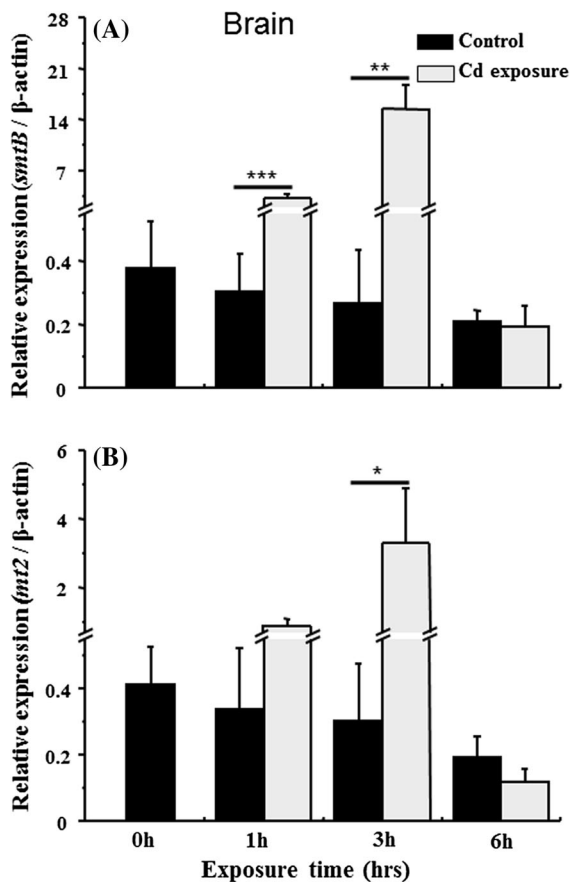 (A)
Brain
Control
Cd exposure
Relative expression (smtB / β-actin)
28
21
14
7
0.4
0.2
0
***
**
(B)
Relative expression (mt2 / β-actin)
6
4
2
0.4
0.2
0
*
0h 1h 3h 6h
Exposure time (hrs)